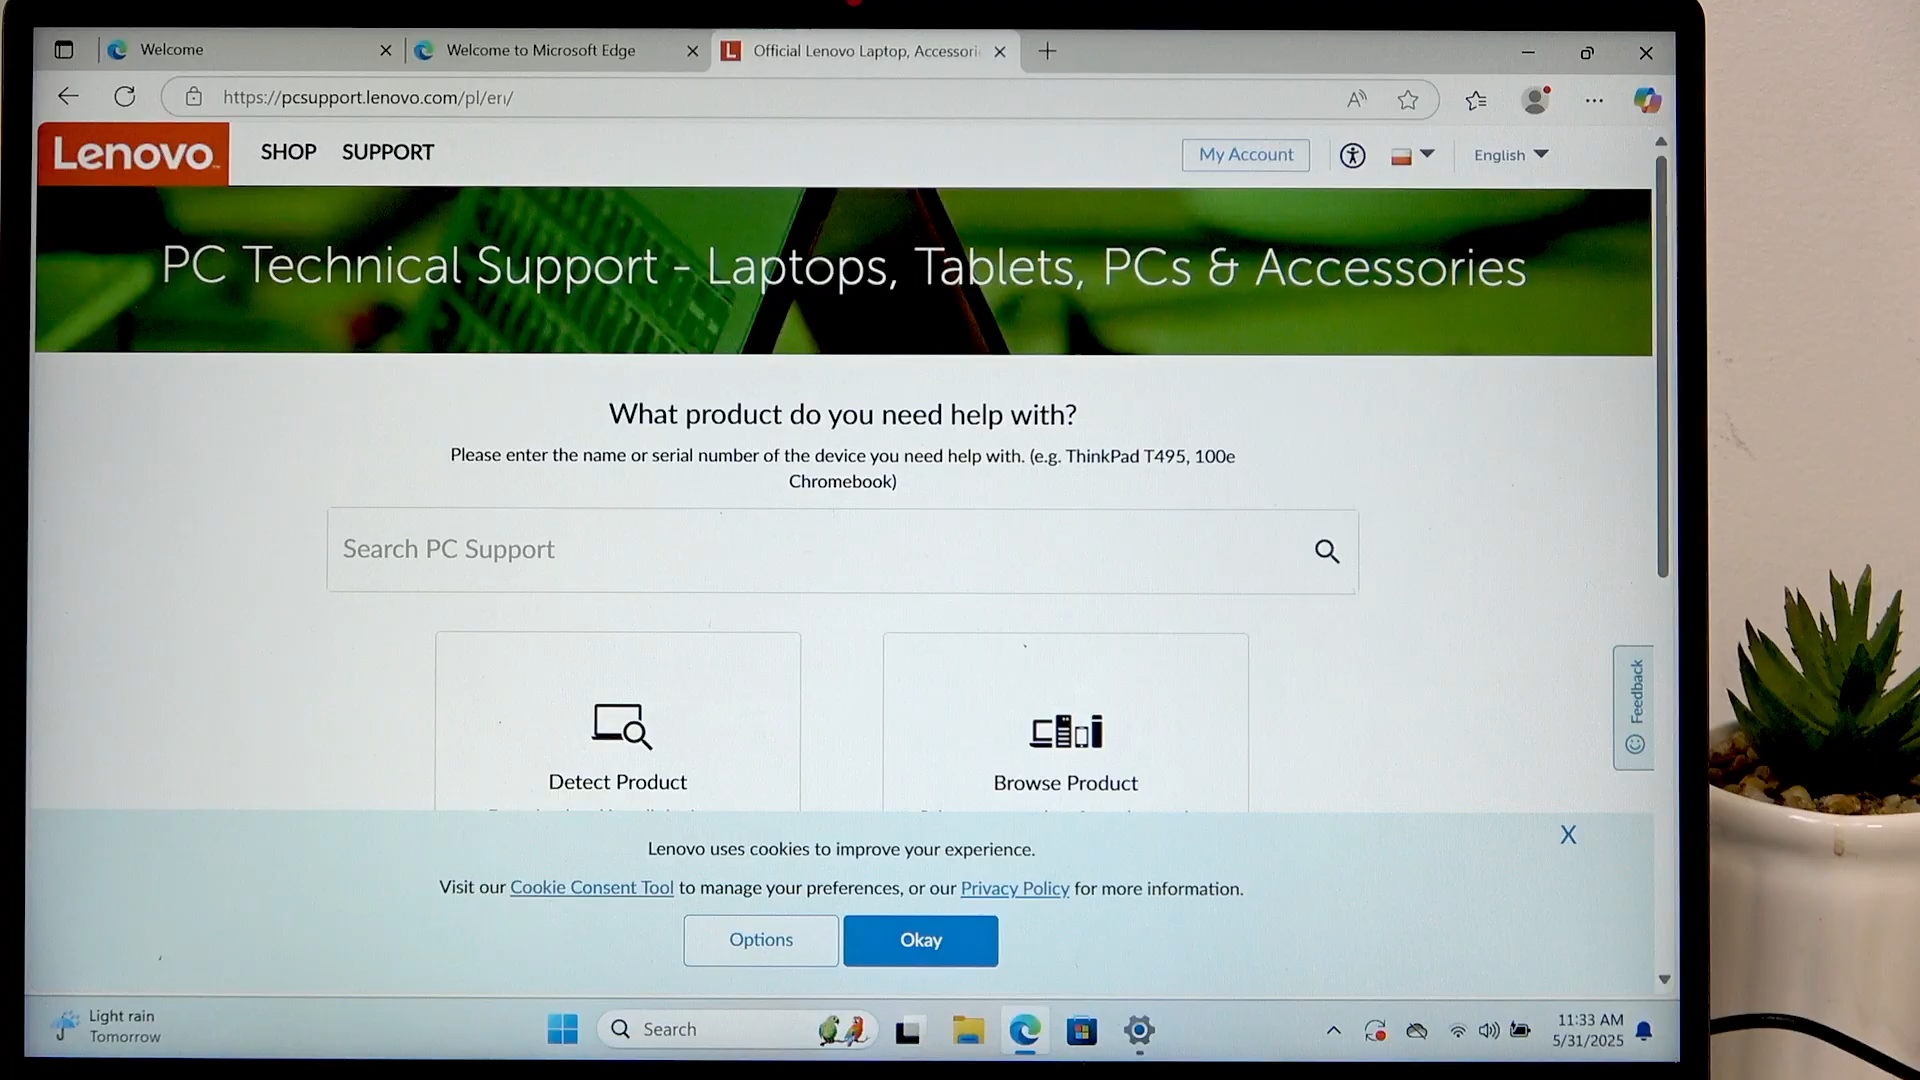 Welcome
Welcome to Microsoft Edge
L
Official Lenovo Laptop, Accessori
https://pcsupport.lenovo.com/pl/en/
Lenovo
SHOP
SUPPORT
My Account
English
PC Technical Support - Laptops, Tablets, PCs & Accessories
What product do you need help with?
Please enter the name or serial number of the device you need help with. (e.g. ThinkPad T495, 100e
Chromebook)
Search PC Support
Detect Product
Browse Product
Feedback
Lenovo uses cookies to improve your experience.
X
Visit our Cookie Consent Tool to manage your preferences, or our Privacy Policy for more information.
Options
Okay
Light rain
Tomorrow
Search
11:33 AM
5/31/2025